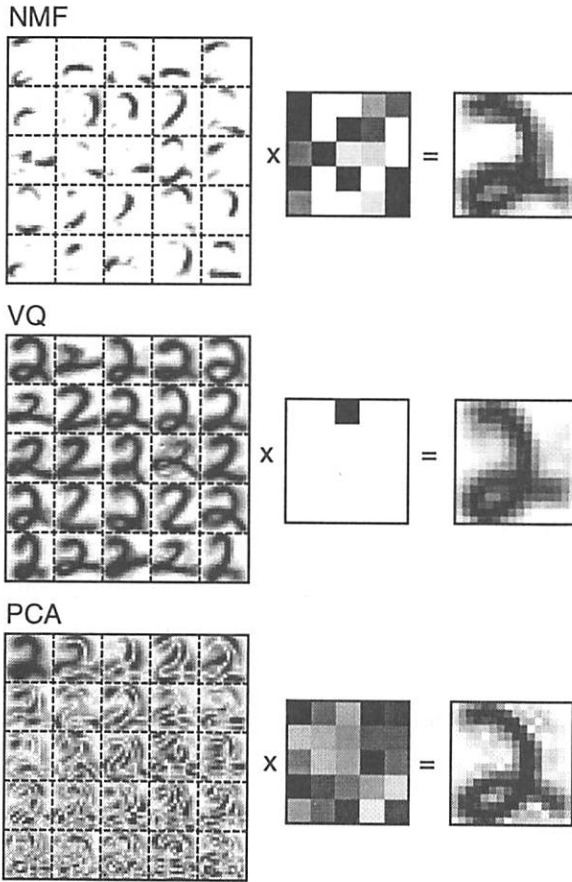 NMF
x
=
VQ
x
=
PCA
x
=